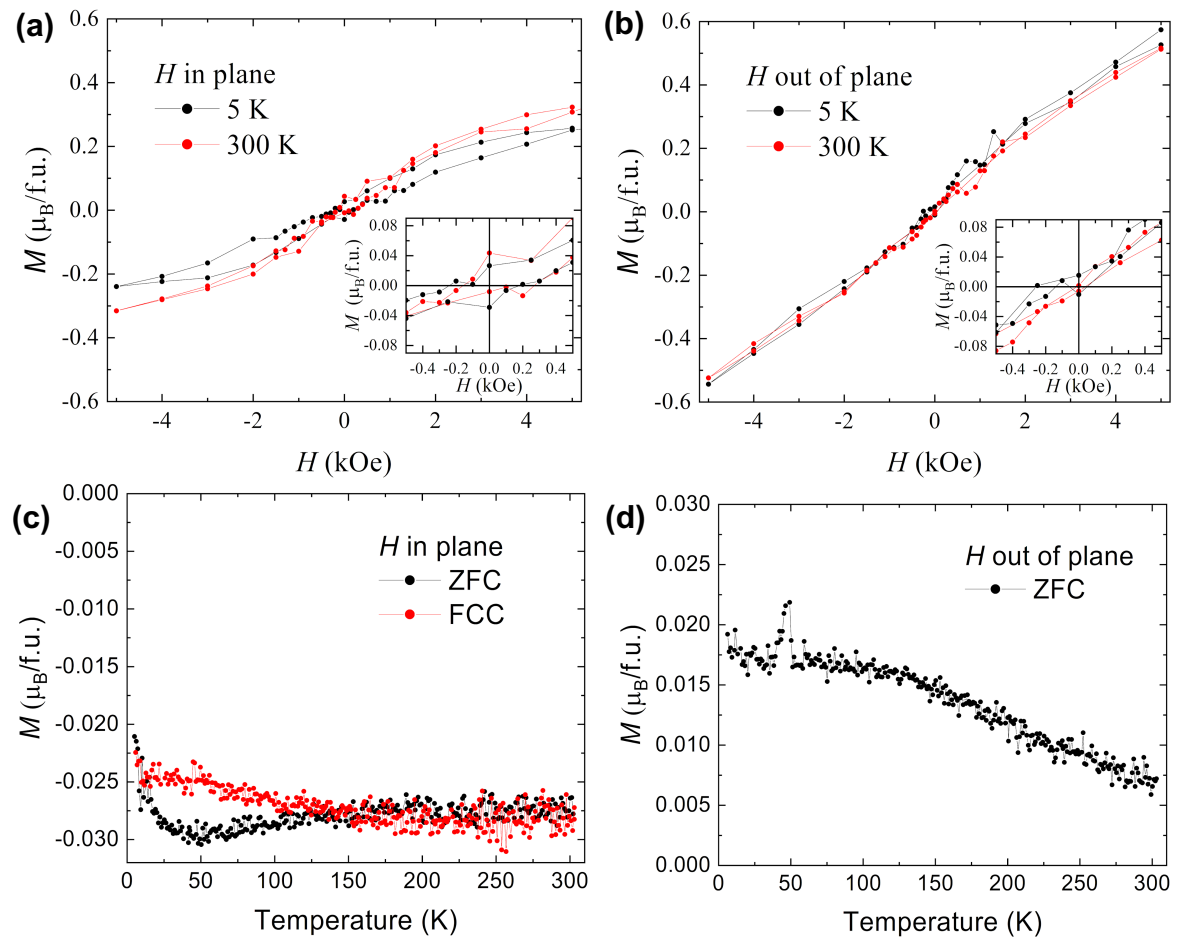 (a)
H in plane
5 K
300 K
M (μB/f.u.)
0.6
0.4
0.2
0.0
-0.2
-0.4
-0.6
-4
-2
0
2
4
H (kOe)
M (μB/f.u.)
0.08
0.04
0.00
-0.04
-0.08
-0.4
-0.2
0.0
0.2
0.4
H (kOe)
(b)
H out of plane
5 K
300 K
M (μB/f.u.)
0.6
0.4
0.2
0.0
-0.2
-0.4
-0.6
-4
-2
0
2
4
H (kOe)
M (μB/f.u.)
0.08
0.04
0.00
-0.04
-0.08
-0.4
-0.2
0.0
0.2
0.4
H (kOe)
(c)
H in plane
ZFC
FCC
M (μB/f.u.)
0.000
-0.005
-0.010
-0.015
-0.020
-0.025
-0.030
0
50
100
150
200
250
300
Temperature (K)
(d)
H out of plane
ZFC
M (μB/f.u.)
0.030
0.025
0.020
0.015
0.010
0.005
0.000
0
50
100
150
200
250
300
Temperature (K)